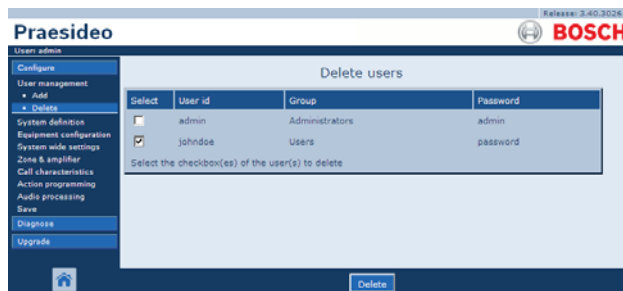 Release: 3.40.3026
Praesideo
BOSCH
User: admin
Configure
User management
• Add
• Delete
System definition
Equipment configuration
System wide settings
Zone & amplifier
Call characteristics
Action programming
Audio processing
Save
Diagnose
Upgrade
Delete users
Select User id Group Password
admin Administrators admin
johndoe Users password
Select the checkbox(es) of the user(s) to delete
Delete